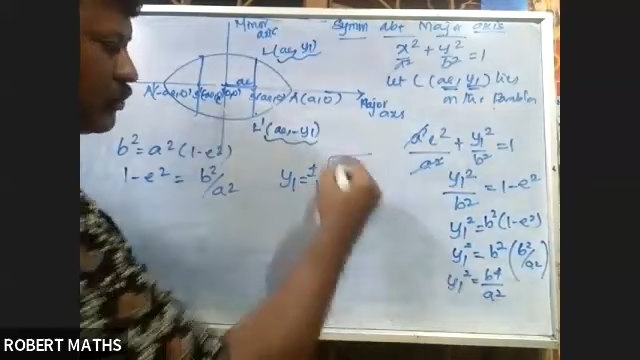 Minor axis
Symm abt Major axis
x²/a² + y²/b² = 1
L(ae, y₁)
let L(ae, y₁) lies
on the Parabola
A'(-a,0)
(0,0)
ae
A(a,0)
Major axis
L'(ae, -y₁)
b² = a²(1-e²)
1-e² = b²/a²
y₁ = ±
a²e²/a² + y₁²/b² = 1
y₁²/b² = 1-e²
y₁² = b²(1-e²)
y₁² = b²(b²/a²)
y₁² = b⁴/a²
ROBERT MATHS